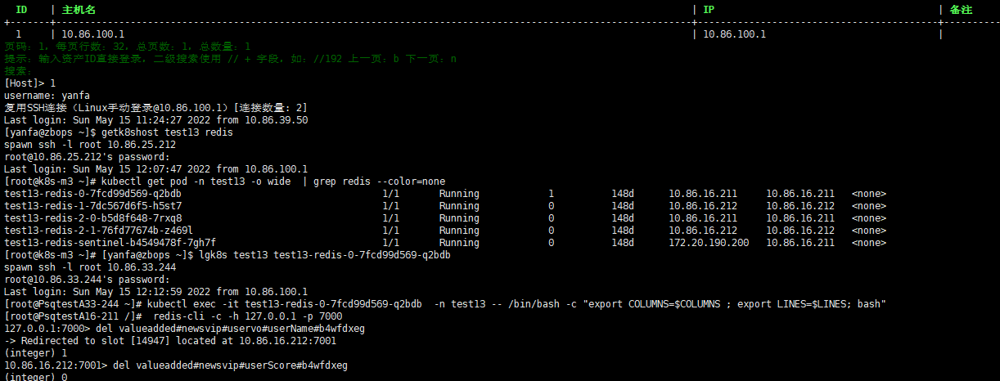 ID | 主机名 | IP | 备注
+------+------+------+------
1 | 10.86.100.1 | 10.86.100.1 |
页码：1，每页行数：32，总页数：1，总数量：1
提示：输入资产ID直接登录，二级搜索使用 // + 字段，如：//192 上一页：b 下一页：n
搜索：
[Host]> 1
username: yanfa
复用SSH连接（Linux手动登录@10.86.100.1）[连接数量: 2]
Last login: Sun May 15 11:24:27 2022 from 10.86.39.50
[yanfa@zbops ~]$ getk8shost test13 redis
spawn ssh -l root 10.86.25.212
root@10.86.25.212's password:
Last login: Sun May 15 12:07:47 2022 from 10.86.100.1
[root@k8s-m3 ~]# kubectl get pod -n test13 -o wide  | grep redis --color=none
test13-redis-0-7fcd99d569-q2bdb 1/1 Running 1 148d 10.86.16.211 10.86.16.211 <none>
test13-redis-1-7dc567d6f5-h5st7 1/1 Running 0 148d 10.86.16.212 10.86.16.212 <none>
test13-redis-2-0-b5d8f648-7rxq8 1/1 Running 0 148d 10.86.16.211 10.86.16.211 <none>
test13-redis-2-1-76fd77674b-z469l 1/1 Running 0 148d 10.86.16.212 10.86.16.212 <none>
test13-redis-sentinel-b4549478f-7gh7f 1/1 Running 0 148d 172.20.190.200 10.86.16.211 <none>
[root@k8s-m3 ~]# [yanfa@zbops ~]$ lgk8s test13 test13-redis-0-7fcd99d569-q2bdb
spawn ssh -l root 10.86.33.244
root@10.86.33.244's password:
Last login: Sun May 15 12:12:59 2022 from 10.86.100.1
[root@PsqtestA33-244 ~]# kubectl exec -it test13-redis-0-7fcd99d569-q2bdb  -n test13 -- /bin/bash -c "export COLUMNS=$COLUMNS ; export LINES=$LINES; bash"
[root@PsqtestA16-211 /]#  redis-cli -c -h 127.0.0.1 -p 7000
127.0.0.1:7000> del valueadded#newsvip#uservo#userName#b4wfdxeg
-> Redirected to slot [14947] located at 10.86.16.212:7001
(integer) 1
10.86.16.212:7001> del valueadded#newsvip#userScore#b4wfdxeg
(integer) 0